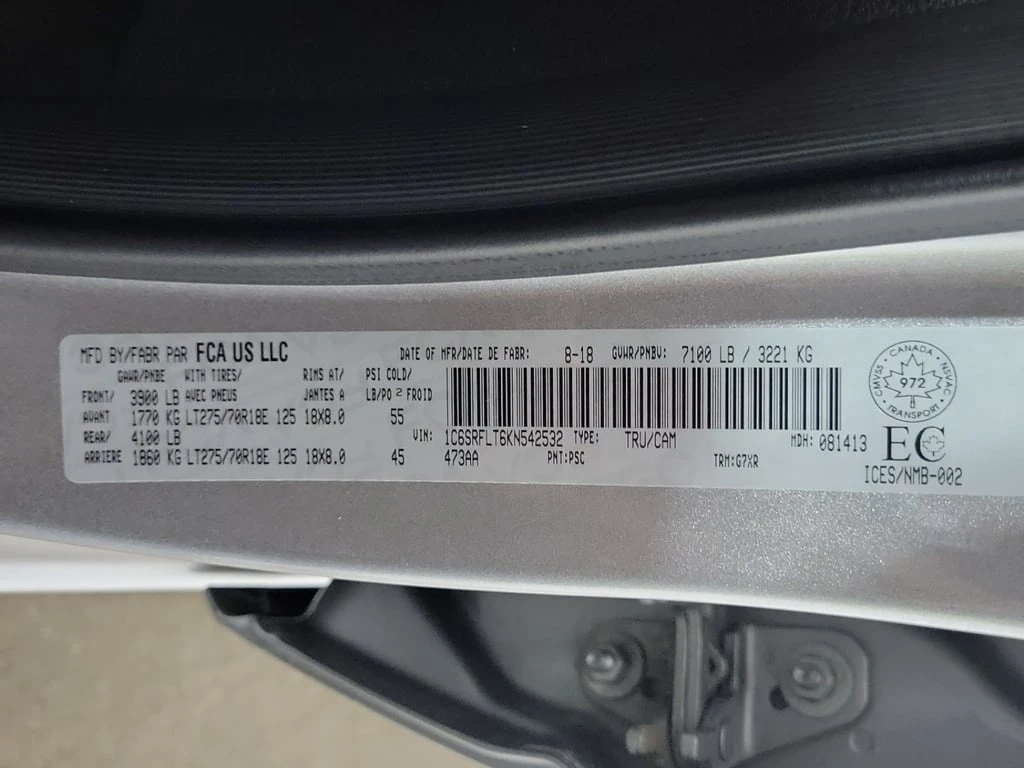 MFD BY/FABR PAR FCA US LLC DATE OF MFR/DATE DE FABR: 8-18 GVWR/PNBV: 7100 LB / 3221 KG
GAWR/PNBE WITH TIRES/ RIMS AT/ PSI COLD/
FRONT/ 3900 LB AVEC PNEUS JANTES A LB/PO² FROID
AVANT 1770 KG LT275/70R18E 125 18X8.0 55
REAR/ 4100 LB VIN: 1C6SRFLT6KN542532 TYPE: TRU/CAM MDH: 081413
ARRIERE 1860 KG LT275/70R18E 125 18X8.0 45 473AA PNT:PSC TRM:G7XR
CANADA
CMVSS NSVAC
972
TRANSPORT
EC
ICES/NMB-002